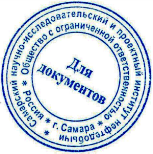 Самарский научно-исследовательский и проектный институт нефтедобычи
* Общество с ограниченной ответственностью *
Россия * г. Самара
Для
документов